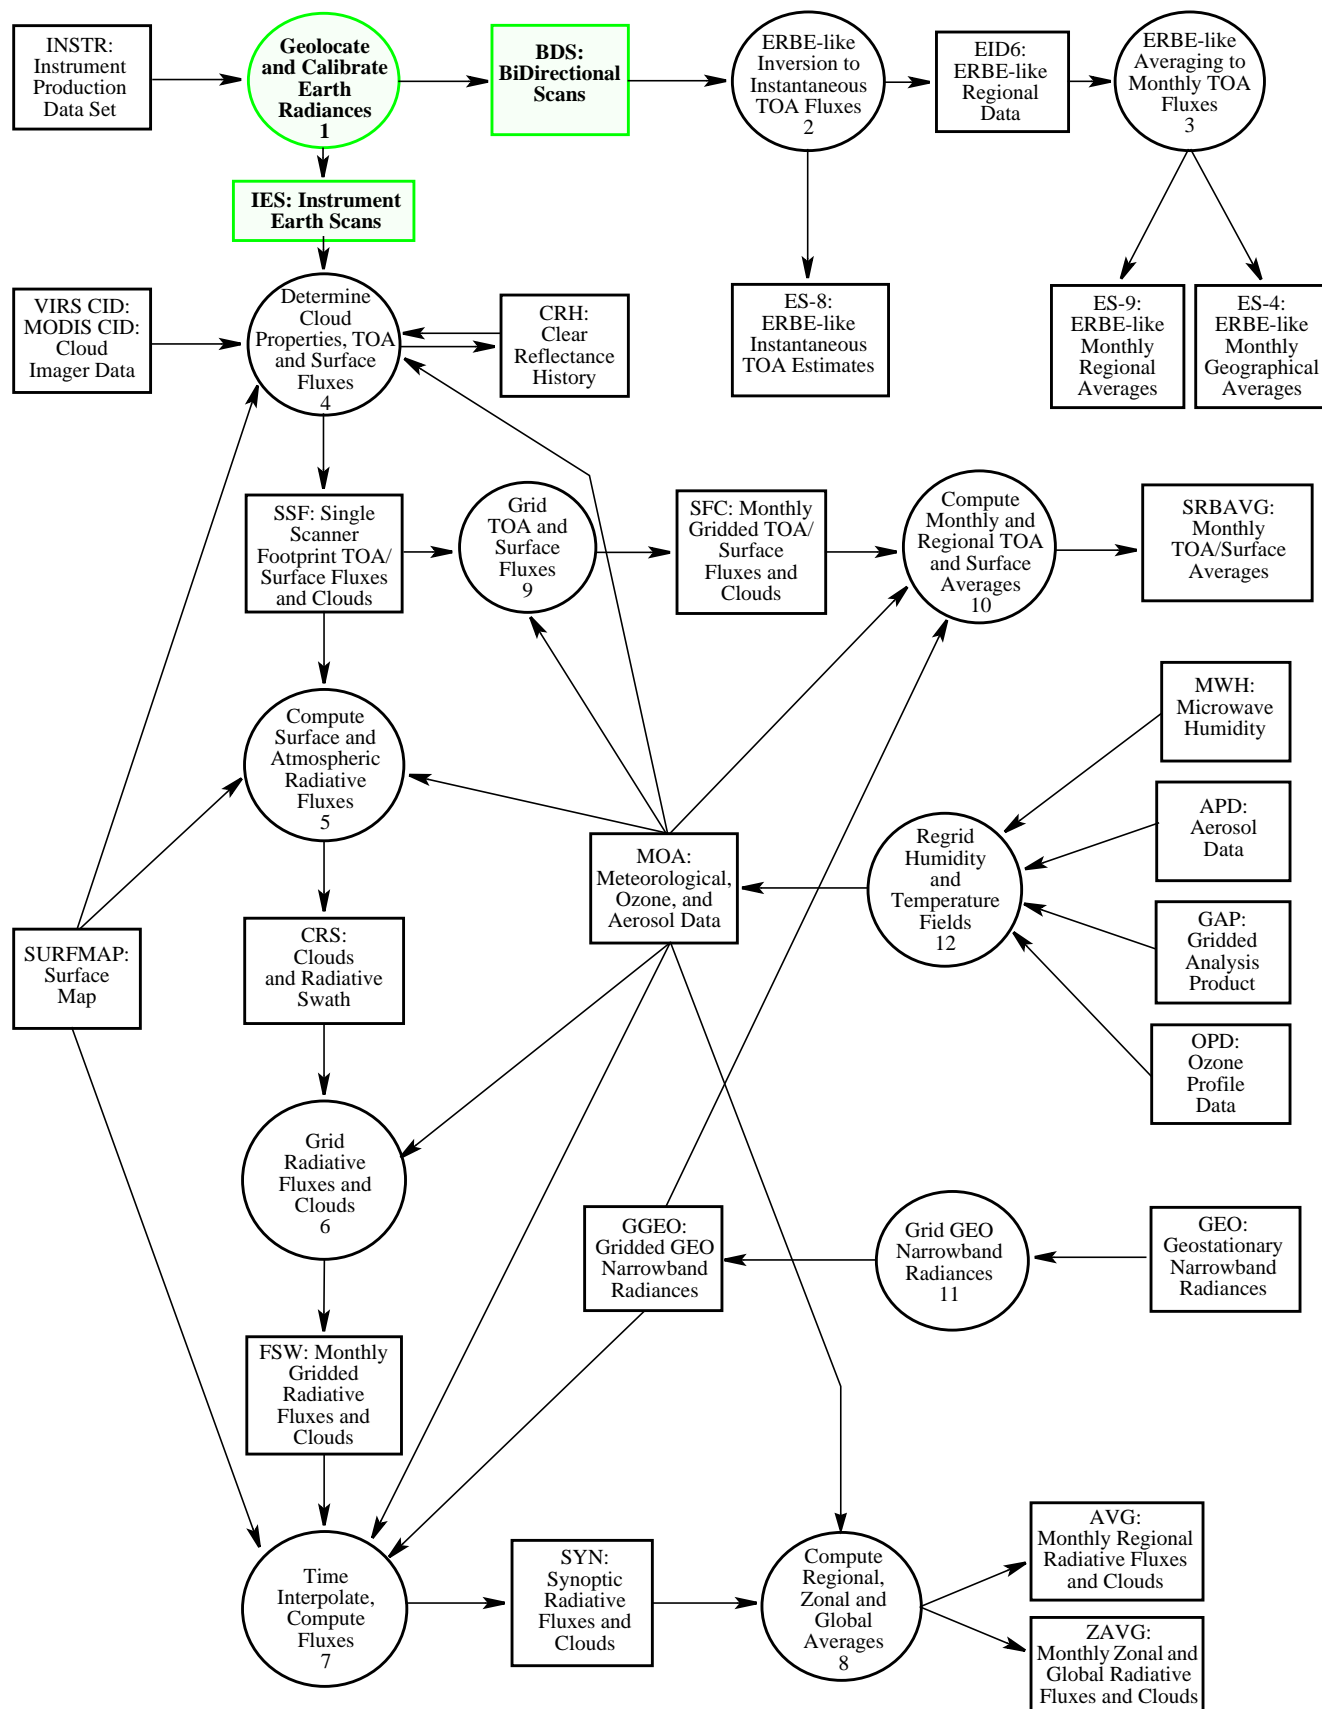 INSTR:
Instrument
Production
Data Set
Geolocate
and Calibrate
Earth
Radiances
1
BDS:
BiDirectional
Scans
ERBE-like
Inversion to
Instantaneous
TOA Fluxes
2
EID6:
ERBE-like
Regional
Data
ERBE-like
Averaging to
Monthly TOA
Fluxes
3
IES: Instrument
Earth Scans
VIRS CID:
MODIS CID:
Cloud
Imager Data
Determine
Cloud
Properties, TOA
and Surface
Fluxes
4
CRH:
Clear
Reflectance
History
ES-8:
ERBE-like
Instantaneous
TOA Estimates
ES-9:
ERBE-like
Monthly
Regional
Averages
ES-4:
ERBE-like
Monthly
Geographical
Averages
SSF: Single
Scanner
Footprint TOA/
Surface Fluxes
and Clouds
Grid
TOA and
Surface
Fluxes
9
SFC: Monthly
Gridded TOA/
Surface
Fluxes and
Clouds
Compute
Monthly and
Regional TOA
and Surface
Averages
10
SRBAVG:
Monthly
TOA/Surface
Averages
Compute
Surface and
Atmospheric
Radiative
Fluxes
5
MWH:
Microwave
Humidity
APD:
Aerosol
Data
MOA:
Meteorological,
Ozone, and
Aerosol Data
Regrid
Humidity
and
Temperature
Fields
12
GAP:
Gridded
Analysis
Product
SURFMAP:
Surface
Map
CRS:
Clouds
and Radiative
Swath
OPD:
Ozone
Profile
Data
Grid
Radiative
Fluxes and
Clouds
6
GGEO:
Gridded GEO
Narrowband
Radiances
Grid GEO
Narrowband
Radiances
11
GEO:
Geostationary
Narrowband
Radiances
FSW: Monthly
Gridded
Radiative
Fluxes and
Clouds
Time
Interpolate,
Compute
Fluxes
7
SYN:
Synoptic
Radiative
Fluxes and
Clouds
Compute
Regional,
Zonal and
Global
Averages
8
AVG:
Monthly Regional
Radiative Fluxes
and Clouds
ZAVG:
Monthly Zonal and
Global Radiative
Fluxes and Clouds